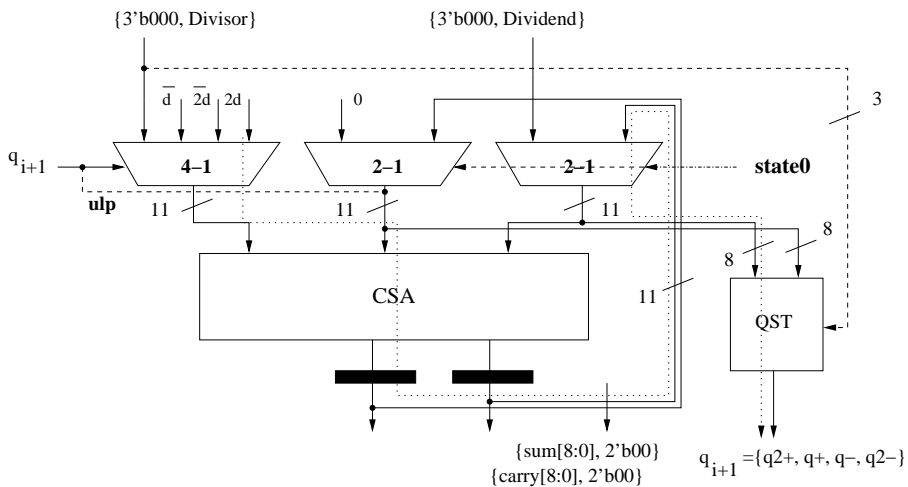 {3'b000, Divisor}
{3'b000, Dividend}
d 2d 2d
0
3
q i+1
4−1
2−1
2−1
state0
ulp
11
11
11
8
8
CSA
11
QST
{sum[8:0], 2'b00}
{carry[8:0], 2'b00}
q i+1 ={q2+, q+, q−, q2−}